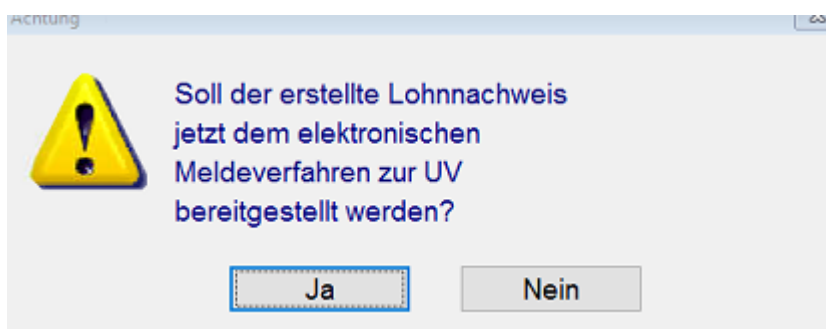 Achtung
Soll der erstellte Lohnnachweis
jetzt dem elektronischen
Meldeverfahren zur UV
bereitgestellt werden?
Ja
Nein